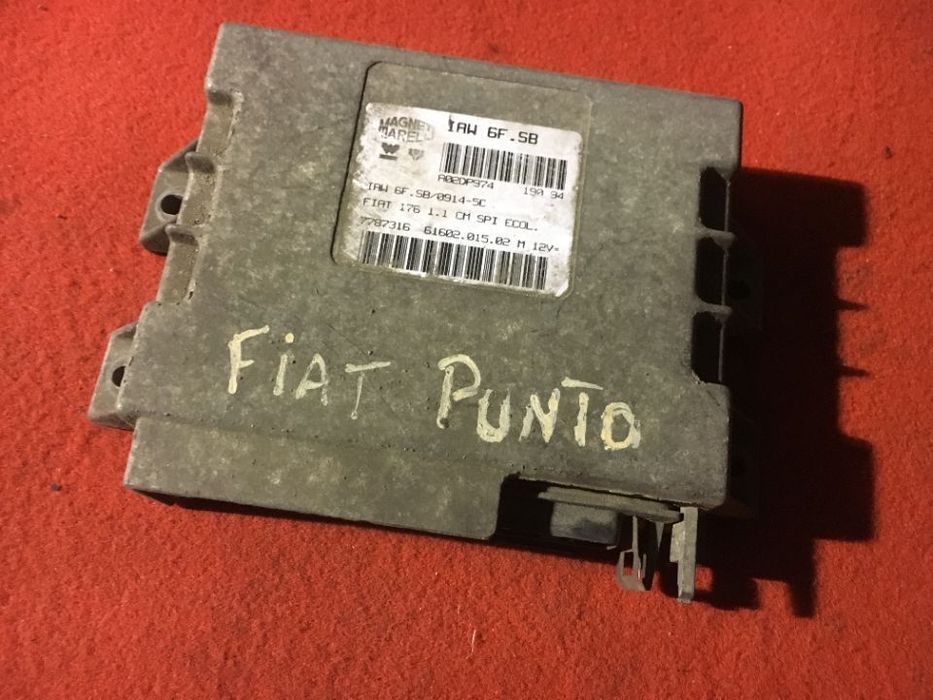 MAGNETI MARELLI
IAW 6F.SB
A02DP974 190 94
IAW 6F.SB/0914-5C
FIAT 176 1.1 CM SPI ECOL.
7787316 61602.015.02 M 12V=
FiAT PUNTO